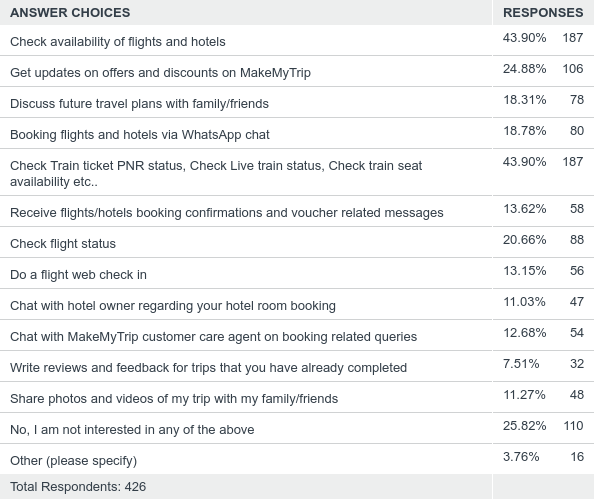 ANSWER CHOICES RESPONSES
Check availability of flights and hotels 43.90% 187
Get updates on offers and discounts on MakeMyTrip 24.88% 106
Discuss future travel plans with family/friends 18.31% 78
Booking flights and hotels via WhatsApp chat 18.78% 80
Check Train ticket PNR status, Check Live train status, Check train seat 43.90% 187
availability etc..
Receive flights/hotels booking confirmations and voucher related messages 13.62% 58
Check flight status 20.66% 88
Do a flight web check in 13.15% 56
Chat with hotel owner regarding your hotel room booking 11.03% 47
Chat with MakeMyTrip customer care agent on booking related queries 12.68% 54
Write reviews and feedback for trips that you have already completed 7.51% 32
Share photos and videos of my trip with my family/friends 11.27% 48
No, I am not interested in any of the above 25.82% 110
Other (please specify) 3.76% 16
Total Respondents: 426